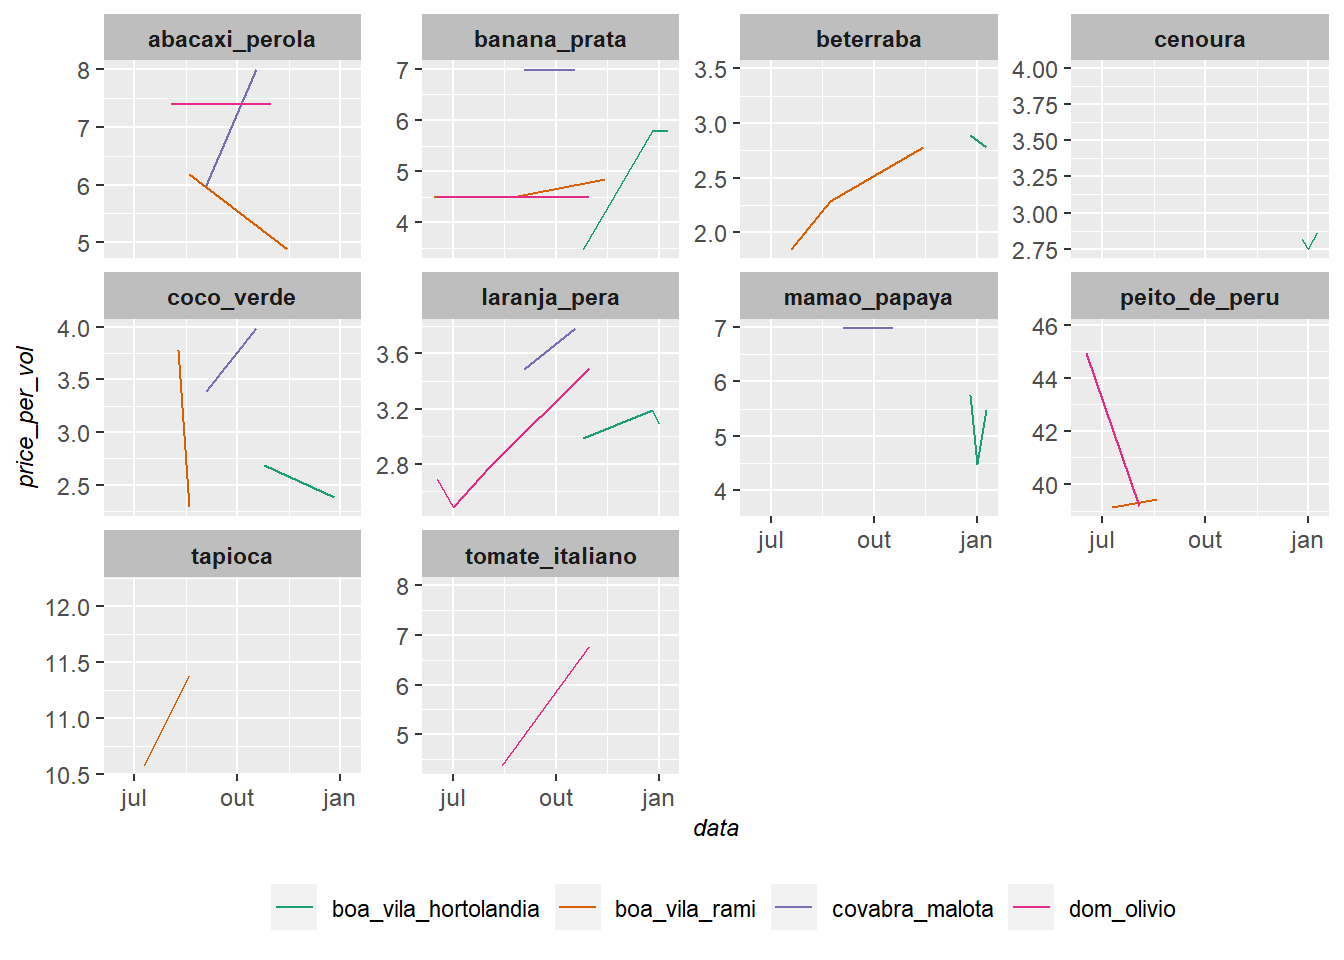 abacaxi_perola banana_prata beterraba cenoura
8 7 6 5
7 6 5 4
3.5 3.0 2.5 2.0
4.00 3.75 3.50 3.25 3.00 2.75
coco_verde laranja_pera mamao_papaya peito_de_peru
4.0 3.5 3.0 2.5
3.6 3.2 2.8
7 6 5 4
46 44 42 40
jul out jan jul out jan
price_per_vol
tapioca tomate_italiano
12.0 11.5 11.0 10.5
8 7 6 5
jul out jan jul out jan
data
boa_vila_hortolandia boa_vila_rami covabra_malota dom_olivio